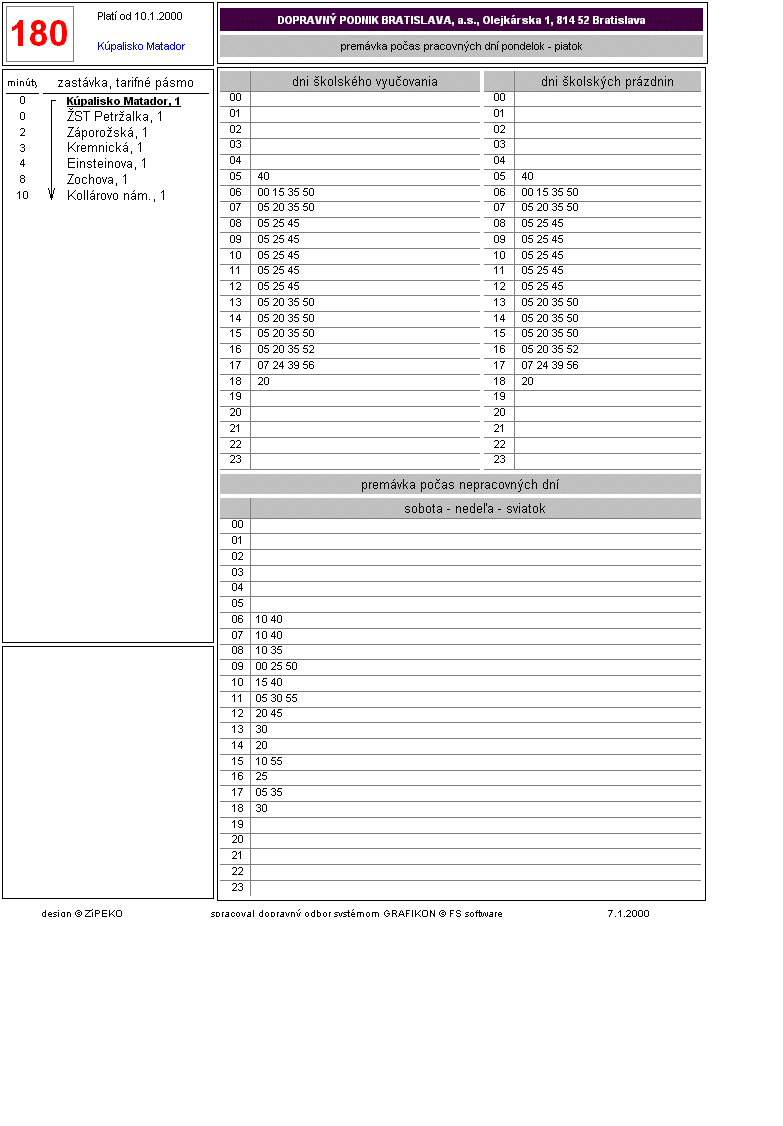 180
Platí od 10.1.2000
Kúpalisko Matador
DOPRAVNÝ PODNIK BRATISLAVA, a.s., Olejkárska 1, 814 52 Bratislava
premávka počas pracovných dní pondelok - piatok
minúty zastávka, tarifné pásmo
0 Kúpalisko Matador, 1
0 ŽST Petržalka, 1
2 Záporožská, 1
3 Kremnická, 1
4 Einsteinova, 1
8 Zochova, 1
10 Kollárovo nám., 1
dni školského vyučovania
00
01
02
03
04
05 40
06 00 15 35 50
07 05 20 35 50
08 05 25 45
09 05 25 45
10 05 25 45
11 05 25 45
12 05 25 45
13 05 20 35 50
14 05 20 35 50
15 05 20 35 50
16 05 20 35 52
17 07 24 39 56
18 20
19
20
21
22
23
dni školských prázdnin
00
01
02
03
04
05 40
06 00 15 35 50
07 05 20 35 50
08 05 25 45
09 05 25 45
10 05 25 45
11 05 25 45
12 05 25 45
13 05 20 35 50
14 05 20 35 50
15 05 20 35 50
16 05 20 35 52
17 07 24 39 56
18 20
19
20
21
22
23
premávka počas nepracovných dní
sobota - nedeľa - sviatok
00
01
02
03
04
05
06 10 40
07 10 40
08 10 35
09 00 25 50
10 15 40
11 05 30 55
12 20 45
13 30
14 20
15 10 55
16 25
17 05 35
18 30
19
20
21
22
23
design © ZíPEKO
spracoval dopravný odbor systémom GRAFIKON © FS software
7.1.2000